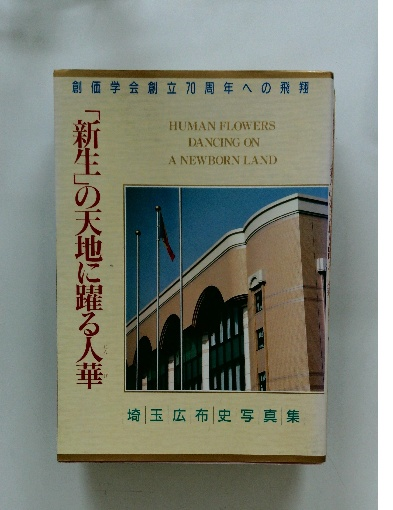 創価学会創立70周年への飛翔
「新生」の天地に躍る人華
HUMAN FLOWERS
DANCING ON
A NEWBORN LAND
埼玉広布史写真集